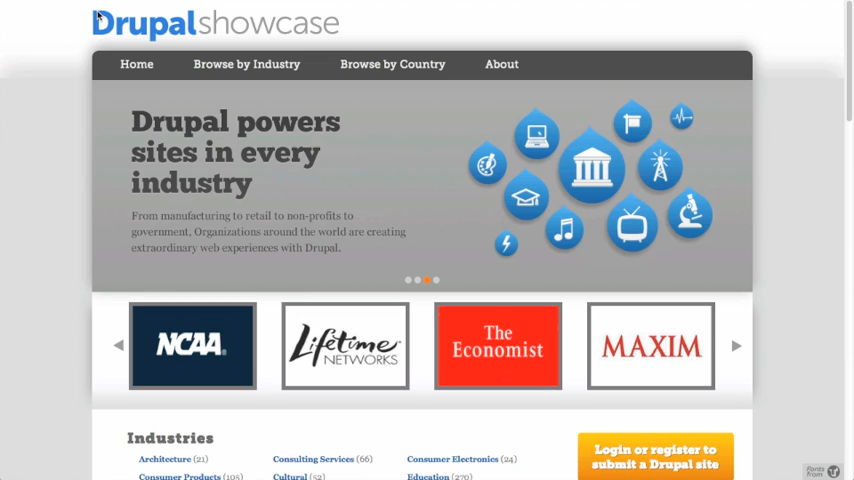 Drupalshowcase
Home Browse by Industry Browse by Country About
Drupal powers
sites in every
industry
From manufacturing to retail to non-profits to
government, Organizations around the world are creating
extraordinary web experiences with Drupal.
NCAA
Lifetime
NETWORKS
The
Economist
MAXIM
Industries
Architecture (21) Consulting Services (66) Consumer Electronics (24)
Consumer Products (105) Cultural (52) Education (270)
Login or register to
submit a Drupal site
Fonts
from